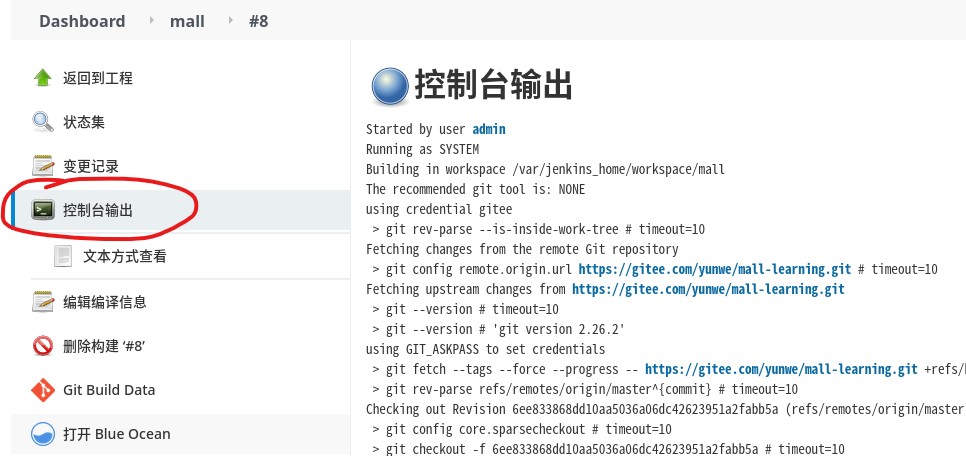 Dashboard mall #8
返回到工程
状态集
变更记录
控制台输出
文本方式查看
编辑编译信息
删除构建 ‘#8’
Git Build Data
打开 Blue Ocean
控制台输出
Started by user admin
Running as SYSTEM
Building in workspace /var/jenkins_home/workspace/mall
The recommended git tool is: NONE
using credential gitee
> git rev-parse --is-inside-work-tree # timeout=10
Fetching changes from the remote Git repository
> git config remote.origin.url https://gitee.com/yunwe/mall-learning.git # timeout=10
Fetching upstream changes from https://gitee.com/yunwe/mall-learning.git
> git --version # timeout=10
> git --version # 'git version 2.26.2'
using GIT_ASKPASS to set credentials
> git fetch --tags --force --progress -- https://gitee.com/yunwe/mall-learning.git +refs/
> git rev-parse refs/remotes/origin/master^{commit} # timeout=10
Checking out Revision 6ee833868dd10aa5036a06dc42623951a2fabb5a (refs/remotes/origin/master
> git config core.sparsecheckout # timeout=10
> git checkout -f 6ee833868dd10aa5036a06dc42623951a2fabb5a # timeout=10